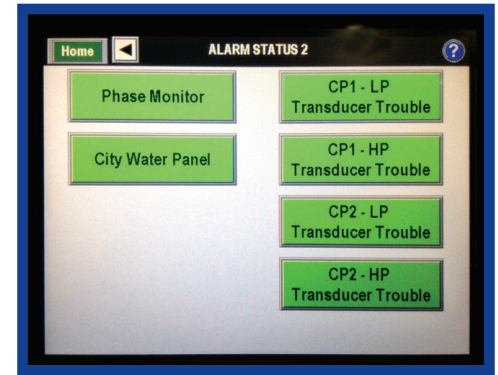 Home
ALARM STATUS 2
?
Phase Monitor
City Water Panel
CP1 - LP
Transducer Trouble
CP1 - HP
Transducer Trouble
CP2 - LP
Transducer Trouble
CP2 - HP
Transducer Trouble